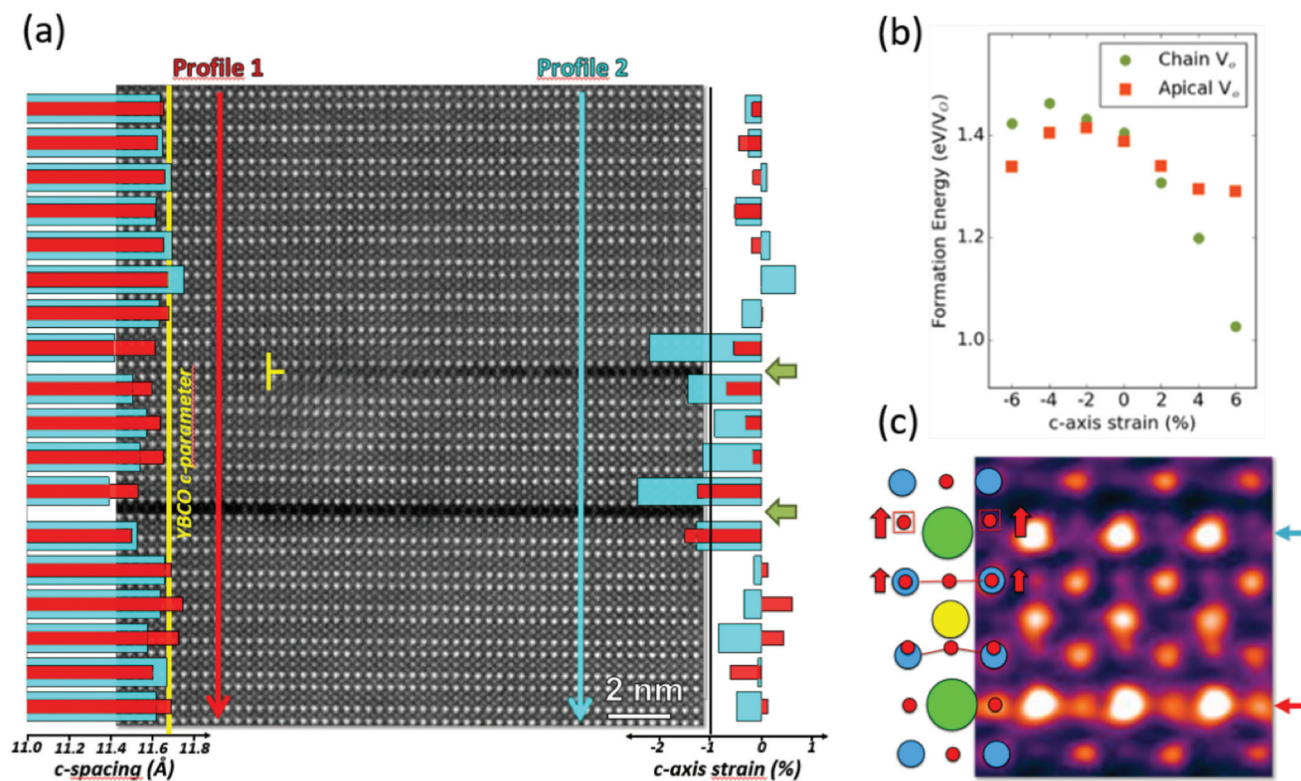 (a)
Profile 1
Profile 2
YBCO c-parameter
2 nm
11.0 11.2 11.4 11.6 11.8
c-spacing (Å)
-2 -1 0 1
c-axis strain (%)
(b)
Chain Vₒ
Apical Vₒ
1.4
1.2
1.0
Formation Energy (eV/V_O)
-6 -4 -2 0 2 4 6
c-axis strain (%)
(c)